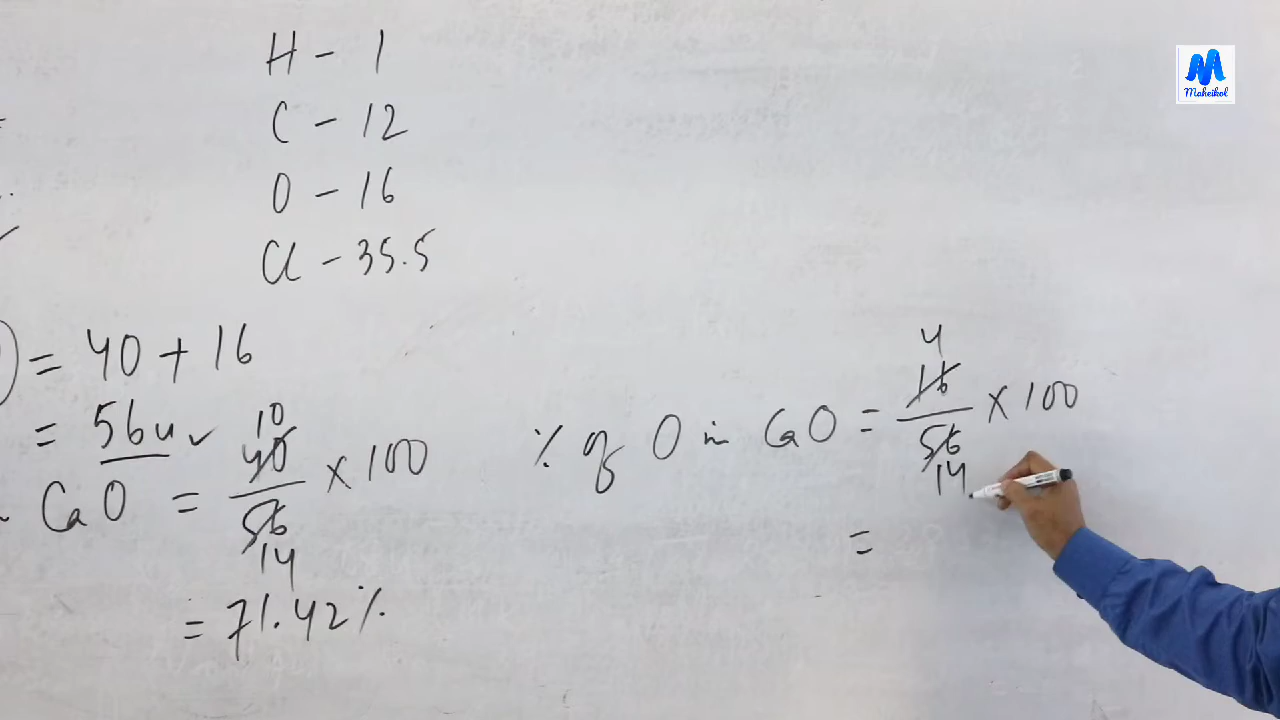 H - 1
C - 12
O - 16
Cl - 35.5
) = 40 + 16
= 56u
10
CaO = 40/56 × 100
14
= 71.42%
4
% of O in CaO = 16/56 × 100
14
=
M
Maheikol